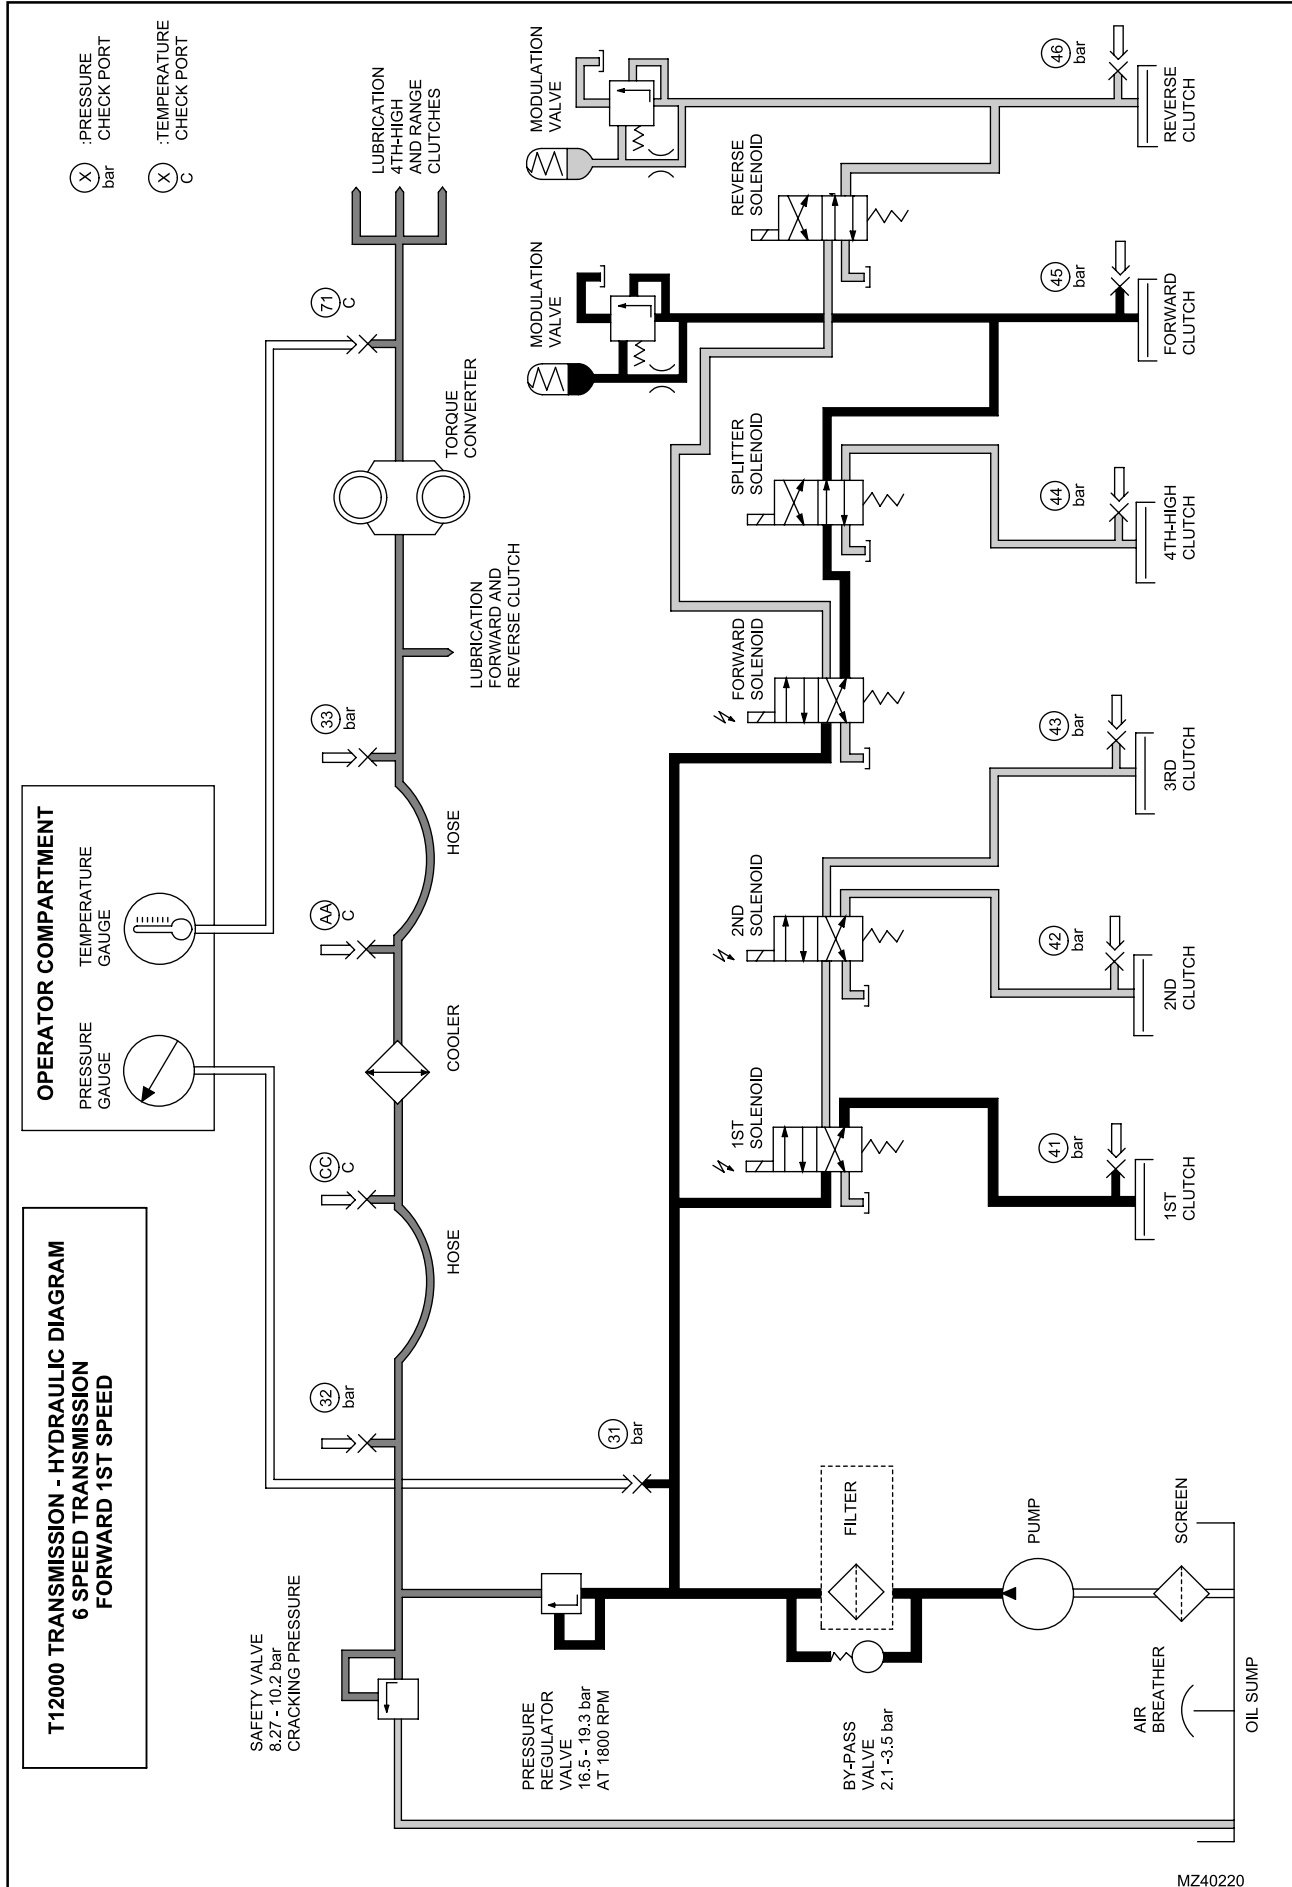 T12000 TRANSMISSION - HYDRAULIC DIAGRAM
6 SPEED TRANSMISSION
FORWARD 1ST SPEED
OPERATOR COMPARTMENT
PRESSURE
GAUGE
TEMPERATURE
GAUGE
X
bar
:PRESSURE
CHECK PORT
X
C
:TEMPERATURE
CHECK PORT
SAFETY VALVE
8.27 - 10.2 bar
CRACKING PRESSURE
32
bar
HOSE
CC
C
COOLER
AA
C
HOSE
33
bar
LUBRICATION
FORWARD AND
REVERSE CLUTCH
TORQUE
CONVERTER
71
C
LUBRICATION
4TH-HIGH
AND RANGE
CLUTCHES
PRESSURE
REGULATOR
VALVE
16.5 - 19.3 bar
AT 1800 RPM
31
bar
MODULATION
VALVE
MODULATION
VALVE
1ST
SOLENOID
2ND
SOLENOID
FORWARD
SOLENOID
SPLITTER
SOLENOID
REVERSE
SOLENOID
BY-PASS
VALVE
2.1 -3.5 bar
FILTER
PUMP
SCREEN
AIR
BREATHER
OIL SUMP
41
bar
42
bar
43
bar
44
bar
45
bar
46
bar
1ST
CLUTCH
2ND
CLUTCH
3RD
CLUTCH
4TH-HIGH
CLUTCH
FORWARD
CLUTCH
REVERSE
CLUTCH
MZ40220